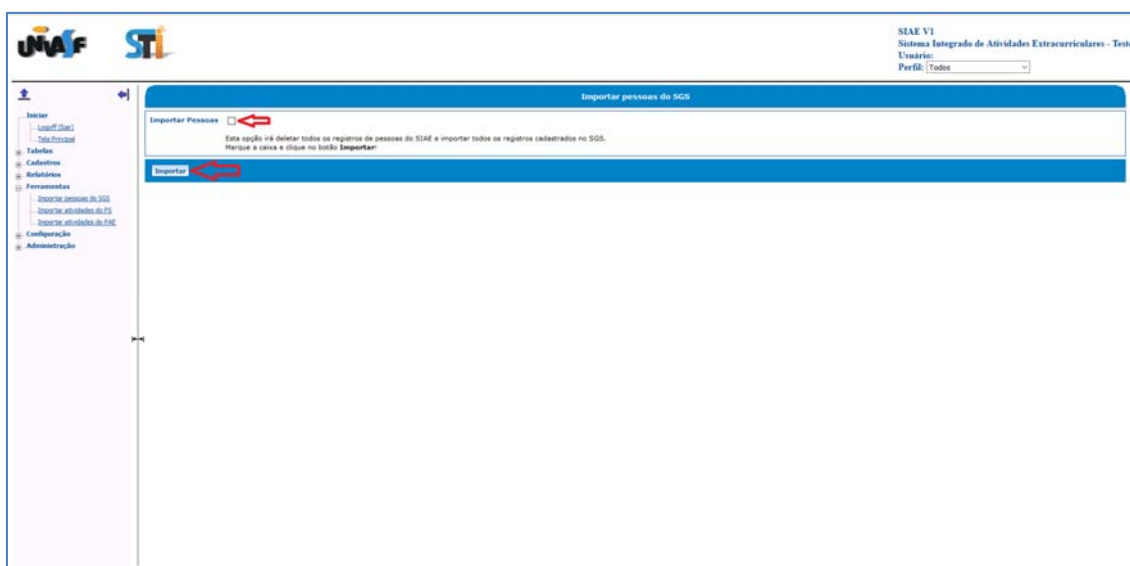 UNIVASF STI
SIAE V1
Sistema Integrado de Atividades Extracurriculares - Teste
Usuário:
Perfil: Todos
Iniciar
Logoff (Sair)
Tela Principal
Tabelas
Cadastros
Relatórios
Ferramentas
Importar pessoas do SGS
Importar atividades do PS
Importar atividades do PAE
Configuração
Administração
Importar pessoas do SGS
Importar Pessoas
Esta opção irá deletar todos os registros de pessoas do SIAE e importar todos os registros cadastrados no SGS.
Marque a caixa e clique no botão Importar!
Importar